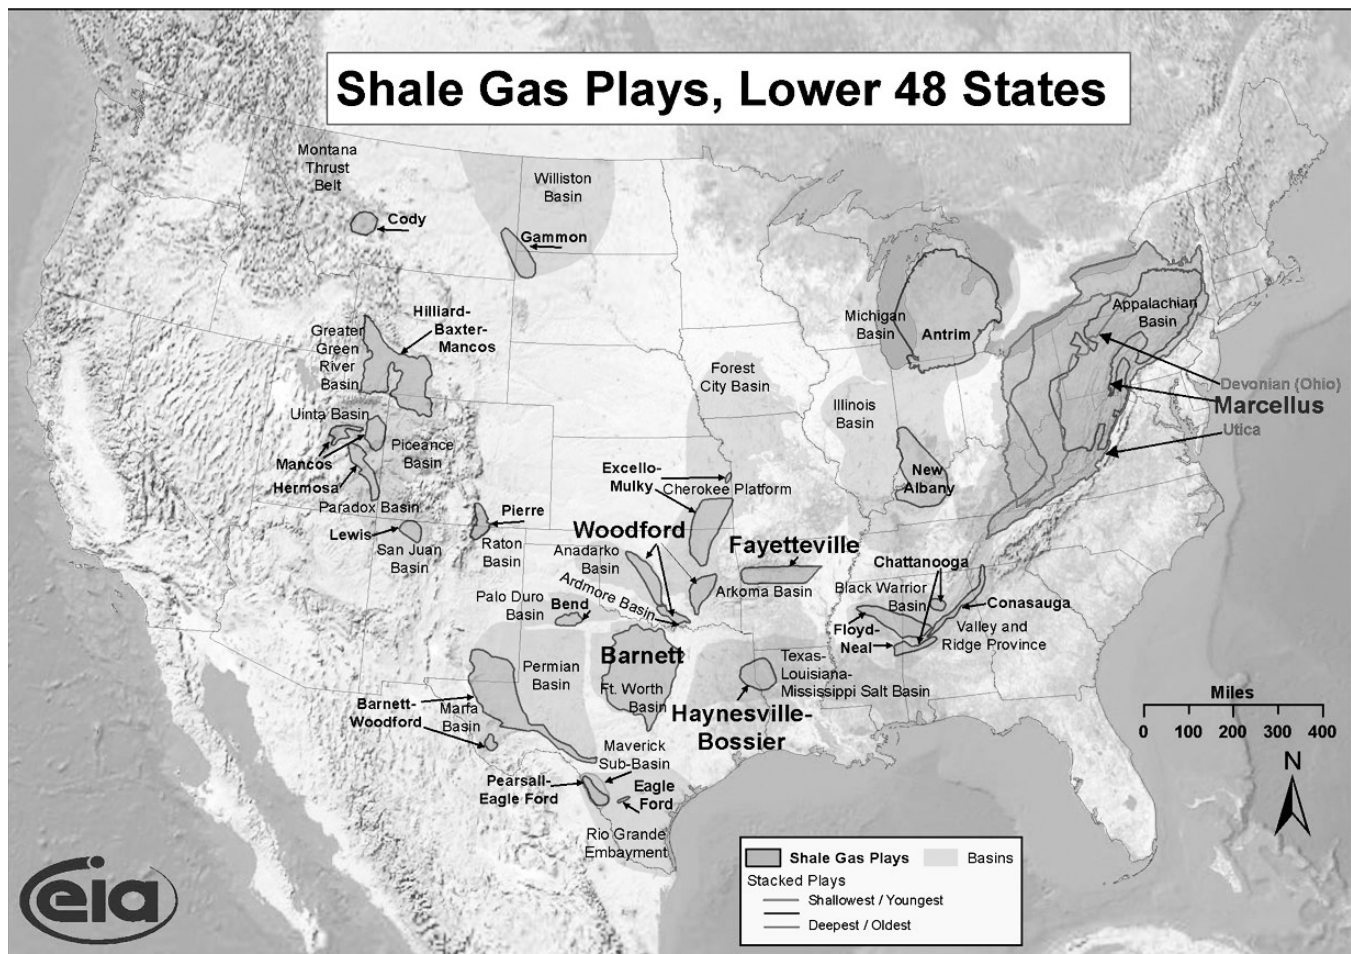 Shale Gas Plays, Lower 48 States
Montana
Thrust
Belt
Cody
Williston
Basin
Gammon
Hilliard-
Baxter-
Mancos
Greater
Green
River
Basin
Uinta Basin
Piceance
Basin
Mancos
Hermosa
Paradox Basin
Lewis
San Juan
Basin
Pierre
Raton
Basin
Michigan
Basin
Antrim
Forest
City Basin
Illinois
Basin
New
Albany
Appalachian
Basin
Devonian (Ohio)
Marcellus
Utica
Excello-
Mulky
Cherokee Platform
Woodford
Anadarko
Basin
Ardmore Basin
Fayetteville
Arkoma Basin
Palo Duro
Basin
Bend
Chattanooga
Black Warrior
Basin
Conasauga
Floyd-
Neal
Valley and
Ridge Province
Barnett
Ft. Worth
Basin
Permian
Basin
Barnett-
Woodford
Marfa
Basin
Texas-
Louisiana-
Mississippi Salt Basin
Haynesville-
Bossier
Maverick
Sub-Basin
Pearsall-
Eagle Ford
Eagle
Ford
Rio Grande
Embayment
Miles
0 100 200 300 400
N
Shale Gas Plays Basins
Stacked Plays
Shallowest / Youngest
Deepest / Oldest
eia